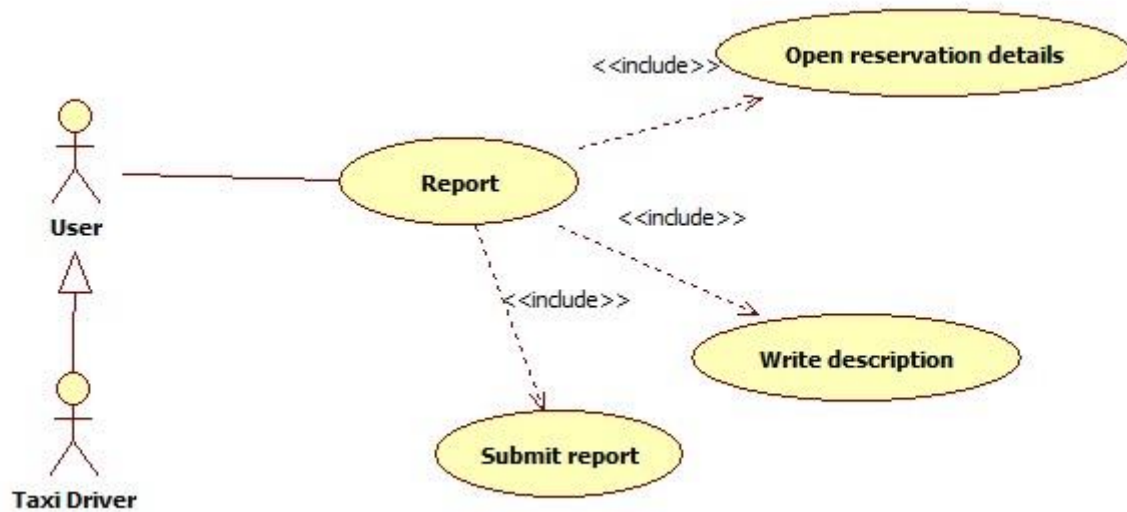 Open reservation details
<<include>>
Report
User
<<include>>
<<include>>
Write description
Submit report
Taxi Driver